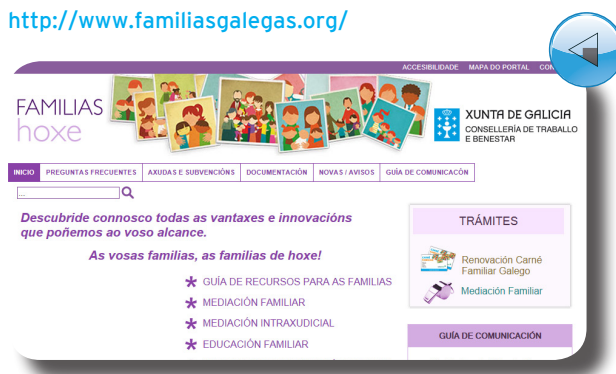 http://www.familiasgalegas.org/
ACCESIBILIDADE MAPA DO PORTAL
FAMILIAS
hoxe
XUNTA DE GALICIA
CONSELLERÍA DE TRABALLO
E BENESTAR
INICIO PREGUNTAS FRECUENTES AXUDAS E SUBVENCIÓNS DOCUMENTACIÓN NOVAS / AVISOS GUÍA DE COMUNICACÓN
...
Descubride connosco todas as vantaxes e innovacións
que poñemos ao voso alcance.
As vosas familias, as familias de hoxe!
GUÍA DE RECURSOS PARA AS FAMILIAS
MEDIACIÓN FAMILIAR
MEDIACIÓN INTRAXUDICIAL
EDUCACIÓN FAMILIAR
TRÁMITES
Renovación Carné
Familiar Galego
Mediación Familiar
GUÍA DE COMUNICACIÓN